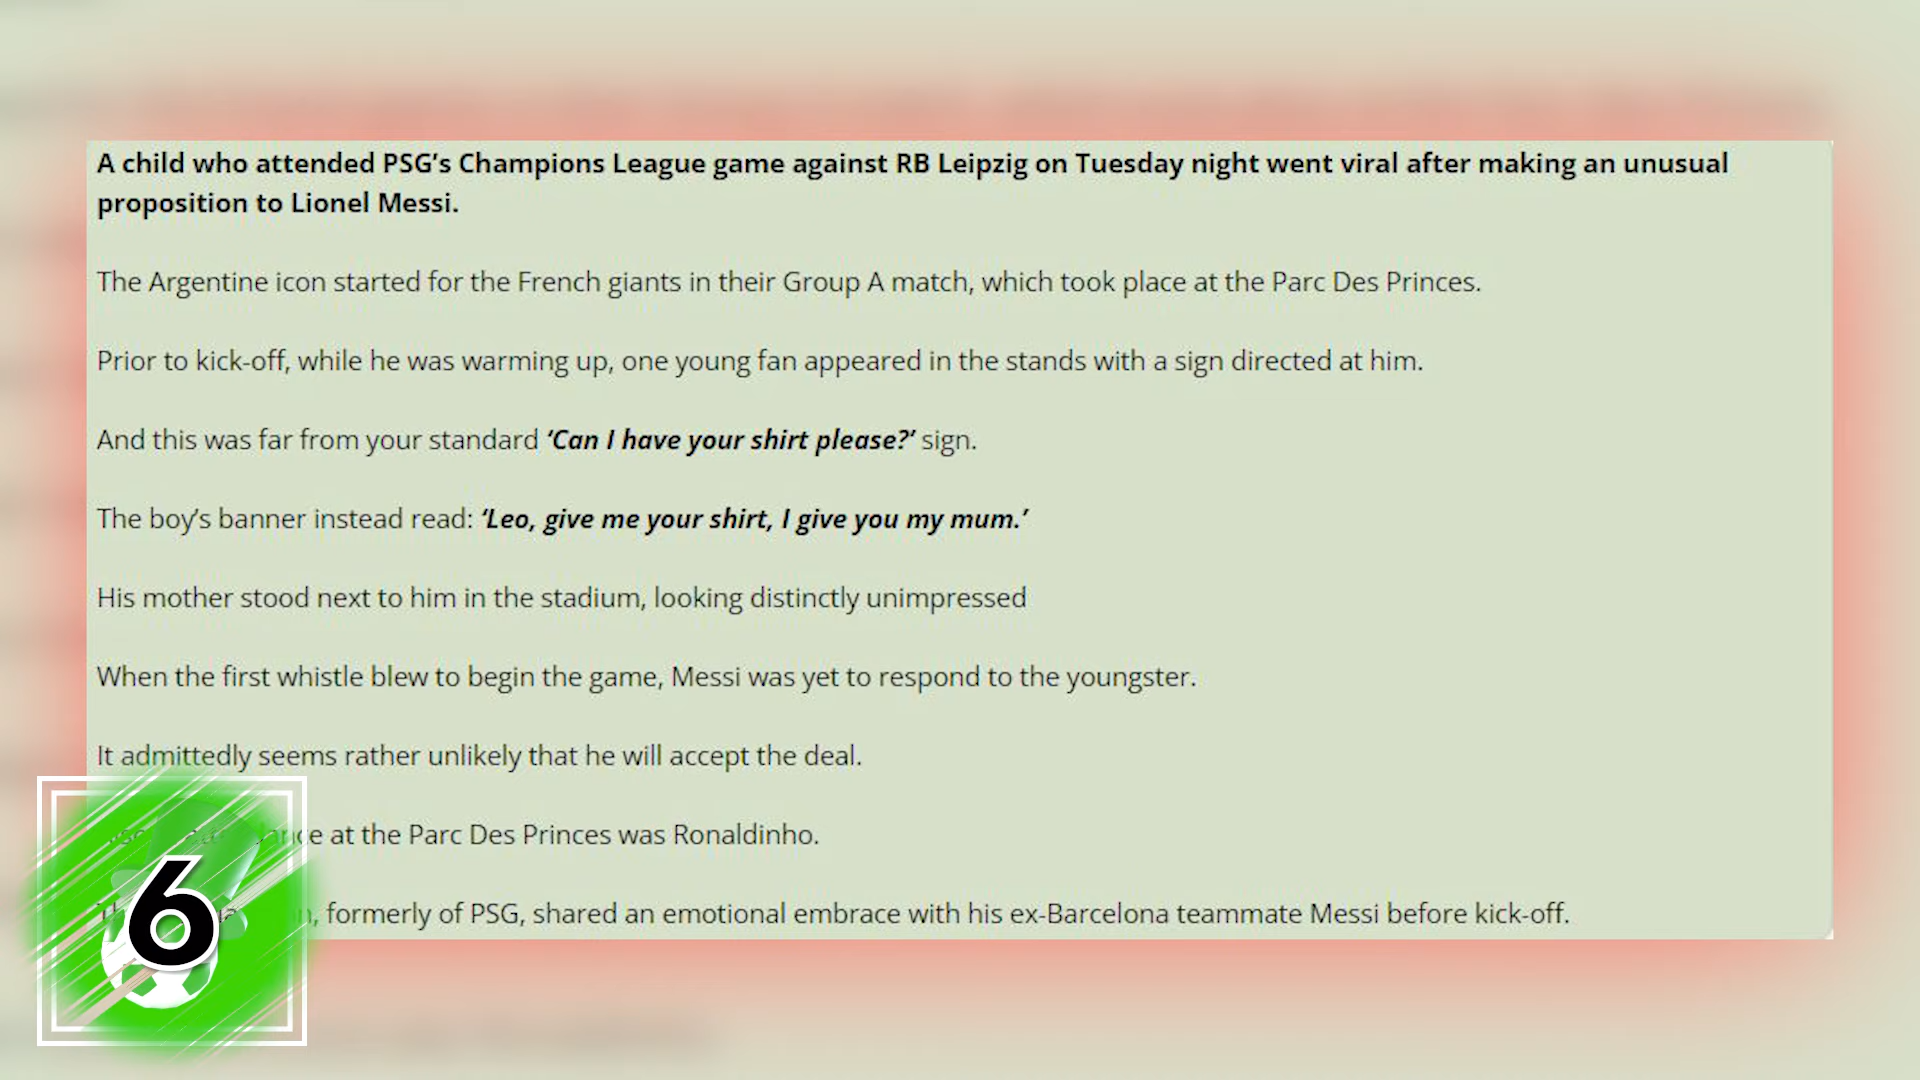 A child who attended PSG’s Champions League game against RB Leipzig on Tuesday night went viral after making an unusual
proposition to Lionel Messi.
The Argentine icon started for the French giants in their Group A match, which took place at the Parc Des Princes.
Prior to kick-off, while he was warming up, one young fan appeared in the stands with a sign directed at him.
And this was far from your standard ‘Can I have your shirt please?’ sign.
The boy’s banner instead read: ‘Leo, give me your shirt, I give you my mum.’
His mother stood next to him in the stadium, looking distinctly unimpressed
When the first whistle blew to begin the game, Messi was yet to respond to the youngster.
It admittedly seems rather unlikely that he will accept the deal.
at the Parc Des Princes was Ronaldinho.
formerly of PSG, shared an emotional embrace with his ex-Barcelona teammate Messi before kick-off.
6